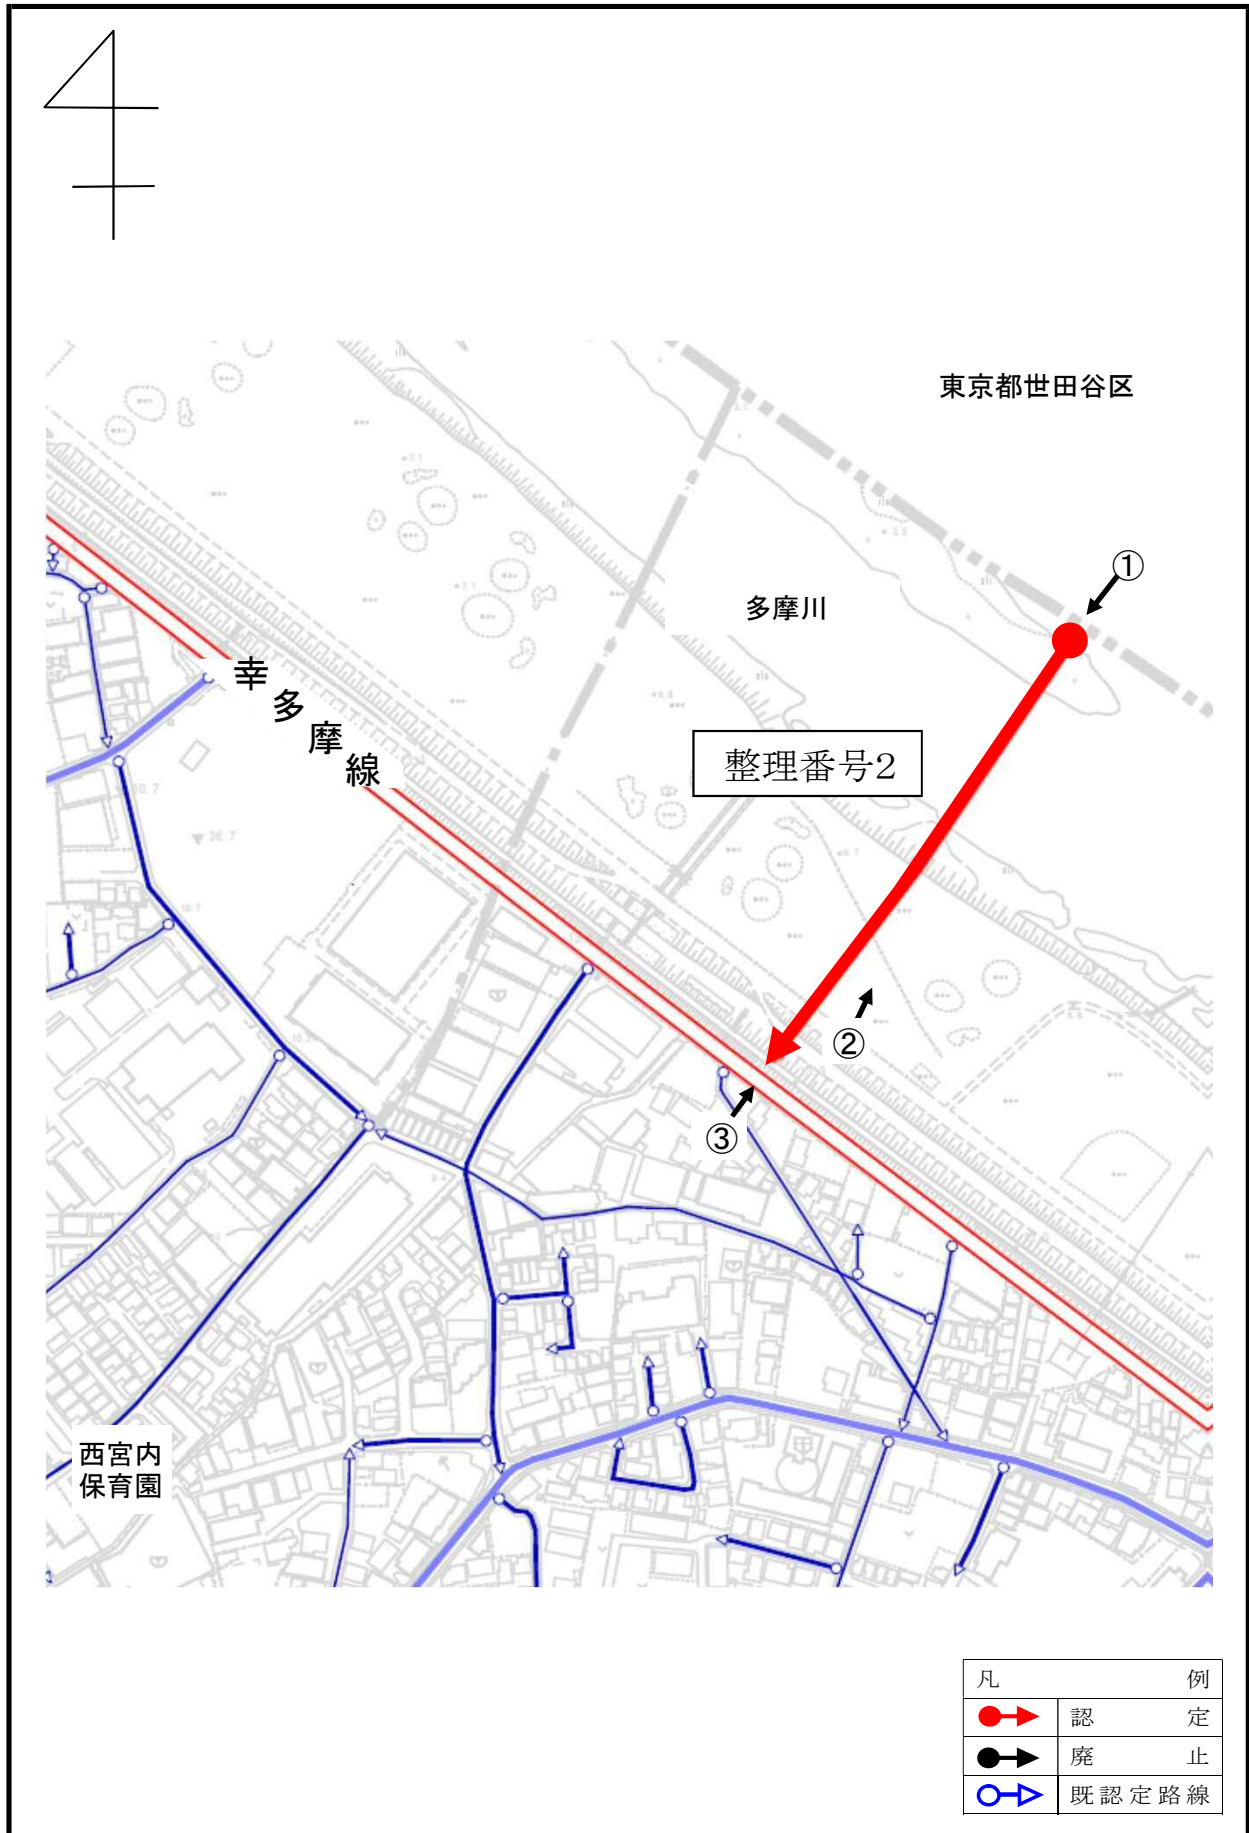 東京都世田谷区
①
多摩川
幸多摩線
整理番号2
36.7
②
③
西宮内
保育園
凡例
認定
廃止
既認定路線